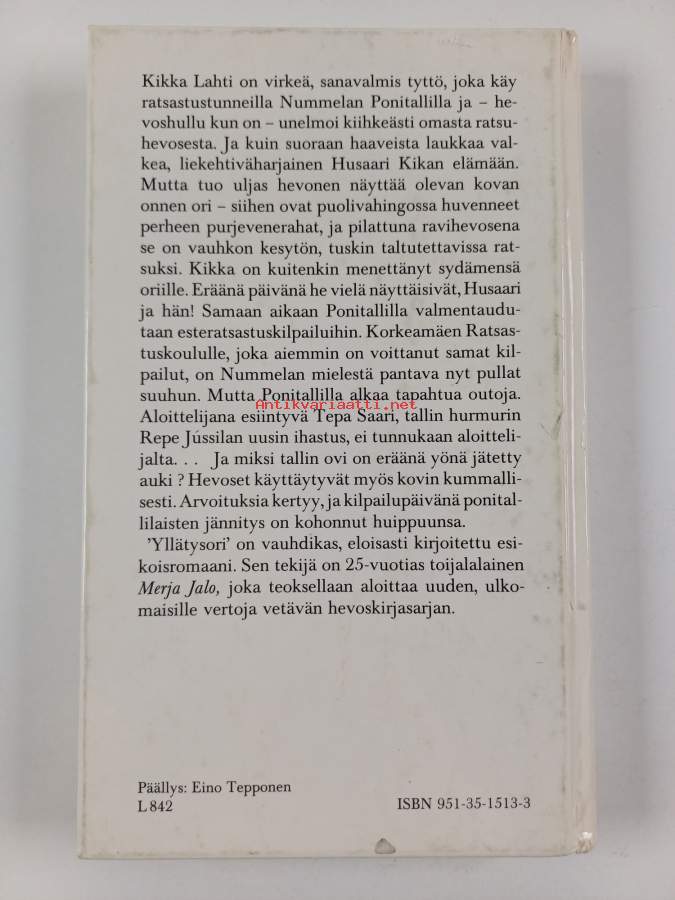 Kikka Lahti on virkeä, sanavalmis tyttö, joka käy
ratsastustunneilla Nummelan Ponitallilla ja – he-
voshullu kun on – unelmoi kiihkeästi omasta ratsu-
hevosesta. Ja kuin suoraan haaveista laukkaa val-
kea, liekehtiväharjainen Husaari Kikan elämään.
Mutta tuo uljas hevonen näyttää olevan kovan
onnen ori – siihen ovat puolivahingossa huvenneet
perheen purjevenerahat, ja pilattuna ravihevosena
se on vauhkon kesytön, tuskin taltutettavissa rat-
suksi. Kikka on kuitenkin menettänyt sydämensä
oriille. Eräänä päivänä he vielä näyttäisivät, Husaari
ja hän! Samaan aikaan Ponitallilla valmentaudu-
taan esteratsastuskilpailuihin. Korkeamäen Ratsas-
tuskoululle, joka aiemmin on voittanut samat kil-
pailut, on Nummelan mielestä pantava nyt pullat
suuhun. Mutta Ponitallilla alkaa tapahtua outoja.
Antikvariaatti.net
Aloittelijana esiintyvä Tepa Saari, tallin hurmurin
Repe Jússilan uusin ihastus, ei tunnukaan aloitteli-
jalta. . . Ja miksi tallin ovi on eräänä yönä jätetty
auki ? Hevoset käyttäytyvät myös kovin kummalli-
sesti. Arvoituksia kertyy, ja kilpailupäivänä ponital-
lilaisten jännitys on kohonnut huippuunsa.
'Yllätysori' on vauhdikas, eloisasti kirjoitettu esi-
koisromaani. Sen tekijä on 25-vuotias toijalalainen
Merja Jalo, joka teoksellaan aloittaa uuden, ulko-
maisille vertoja vetävän hevoskirjasarjan.
Päällys: Eino Tepponen
L 842
ISBN 951-35-1513-3